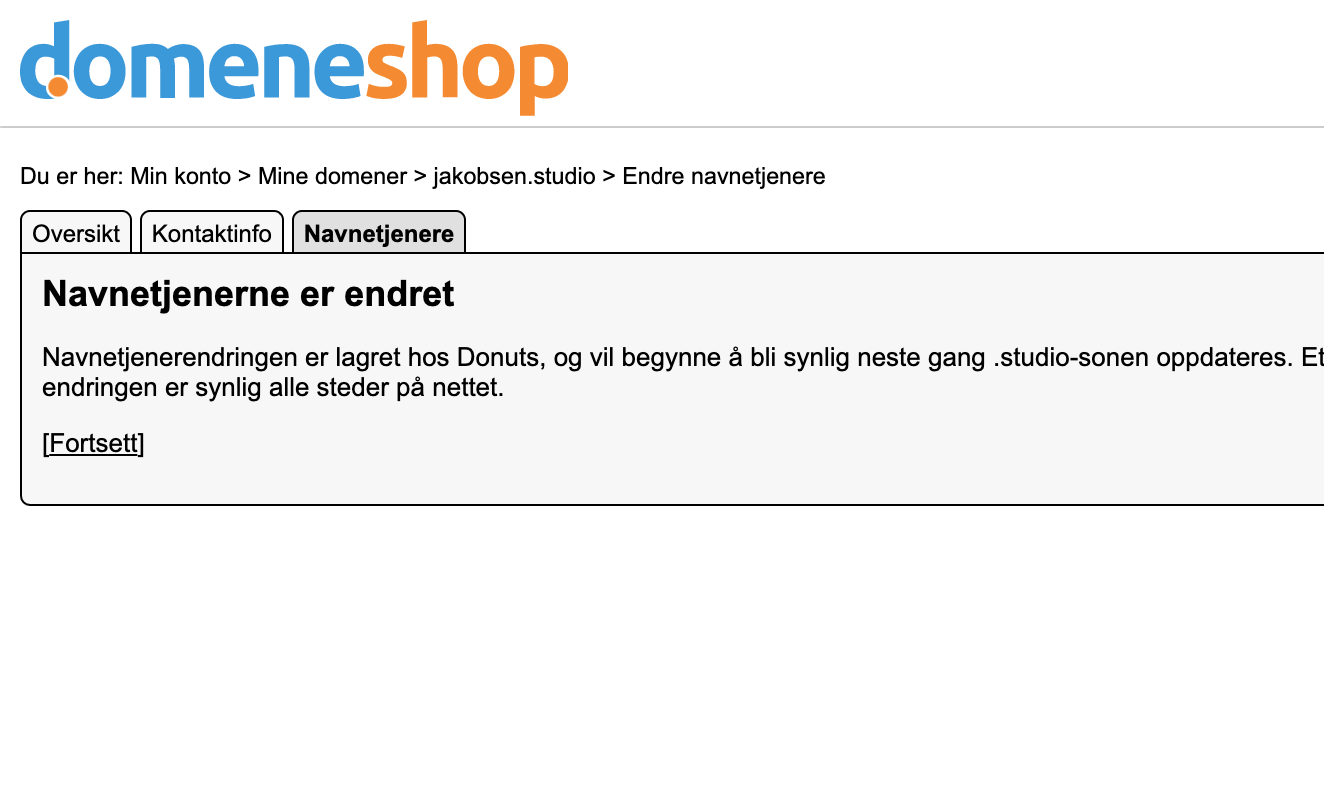 domeneshop
Du er her: Min konto > Mine domener > jakobsen.studio > Endre navnetjenere
Oversikt
Kontaktinfo
Navnetjenere
Navnetjenerne er endret
Navnetjenerendringen er lagret hos Donuts, og vil begynne å bli synlig neste gang .studio-sonen oppdateres. Et
endringen er synlig alle steder på nettet.
[Fortsett]